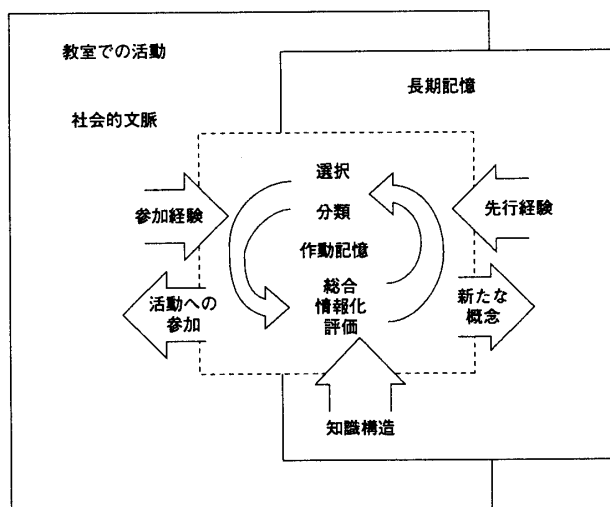 教室での活動
長期記憶
社会的文脈
選択
参加経験
分類
先行経験
作動記憶
総合
情報化
評価
活動への
参加
新たな
概念
知識構造